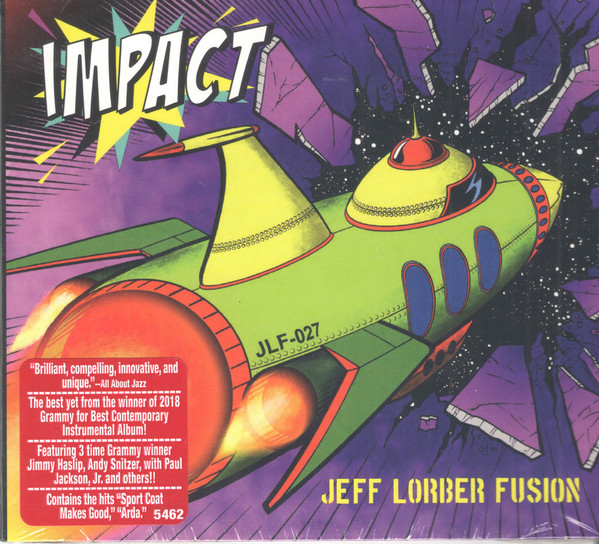 IMPACT
JLF-027
"Brilliant, compelling, innovative, and
unique."--All About Jazz
The best yet from the winner of 2018
Grammy for Best Contemporary
Instrumental Album!
Featuring 3 time Grammy winner
Jimmy Haslip, Andy Snitzer, with Paul
Jackson, Jr. and others!!
Contains the hits "Sport Coat
Makes Good," "Arda." 5462
JEFF LORBER FUSION